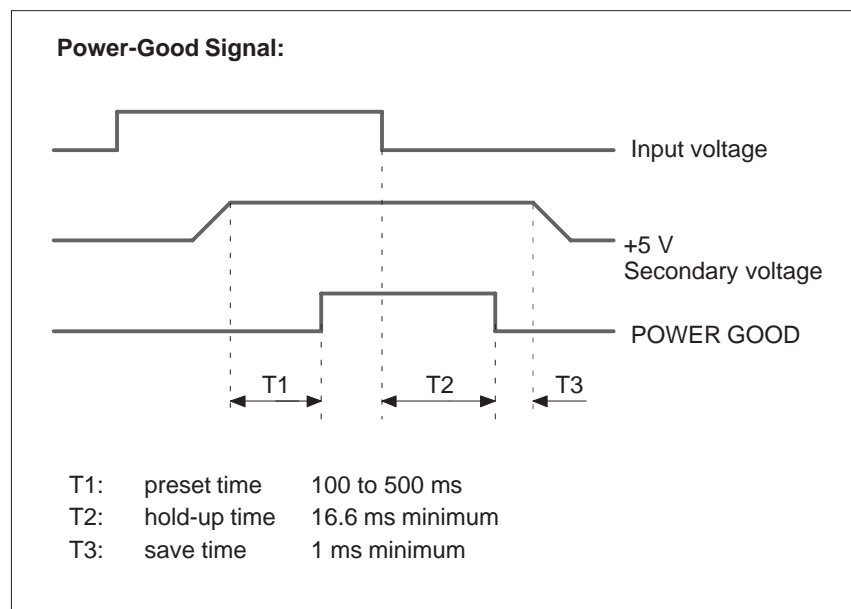 Power-Good Signal:
Input voltage
+5 V
Secondary voltage
POWER GOOD
T1 T2 T3
T1: preset time 100 to 500 ms
T2: hold-up time 16.6 ms minimum
T3: save time 1 ms minimum